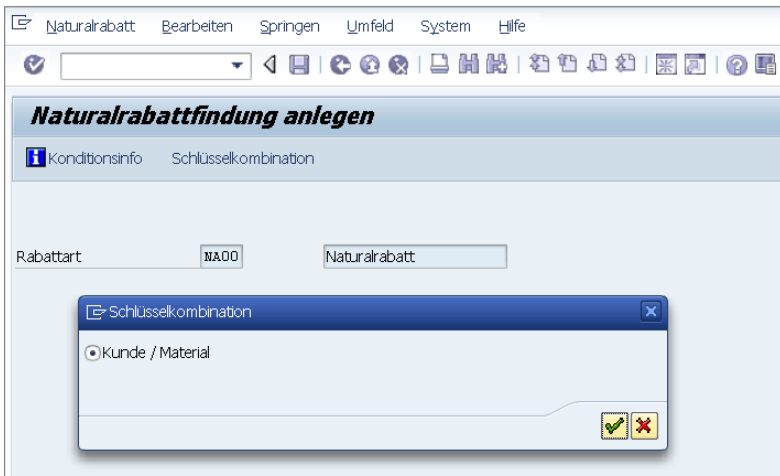 Naturalrabatt Bearbeiten Springen Umfeld System Hilfe
Naturalrabattfindung anlegen
Konditionsinfo Schlüsselkombination
Rabattart NA00 Naturalrabatt
Schlüsselkombination
Kunde / Material